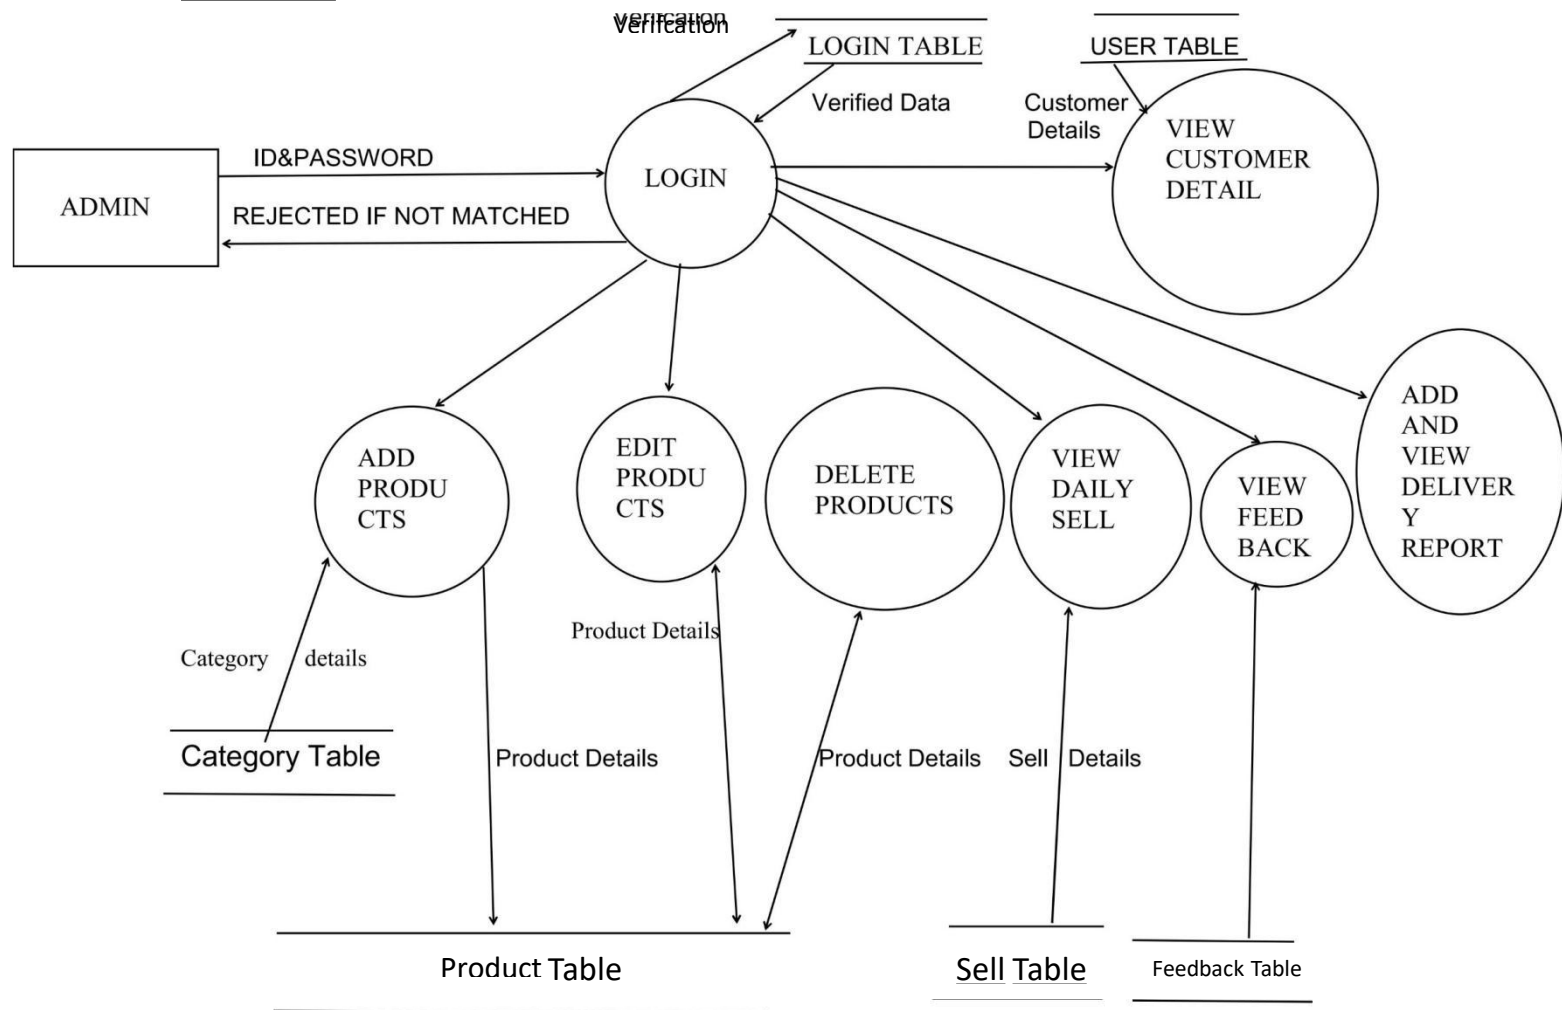 Verifcation
Verifcation
LOGIN TABLE
USER TABLE
Verified Data
Customer
Details
VIEW
CUSTOMER
DETAIL
ID&PASSWORD
LOGIN
ADMIN
REJECTED IF NOT MATCHED
ADD
PRODU
CTS
EDIT
PRODU
CTS
DELETE
PRODUCTS
VIEW
DAILY
SELL
VIEW
FEED
BACK
ADD
AND
VIEW
DELIVER
Y
REPORT
Product Details
Category details
Category Table
Product Details
Product Details
Sell Details
Product Table
Sell Table
Feedback Table